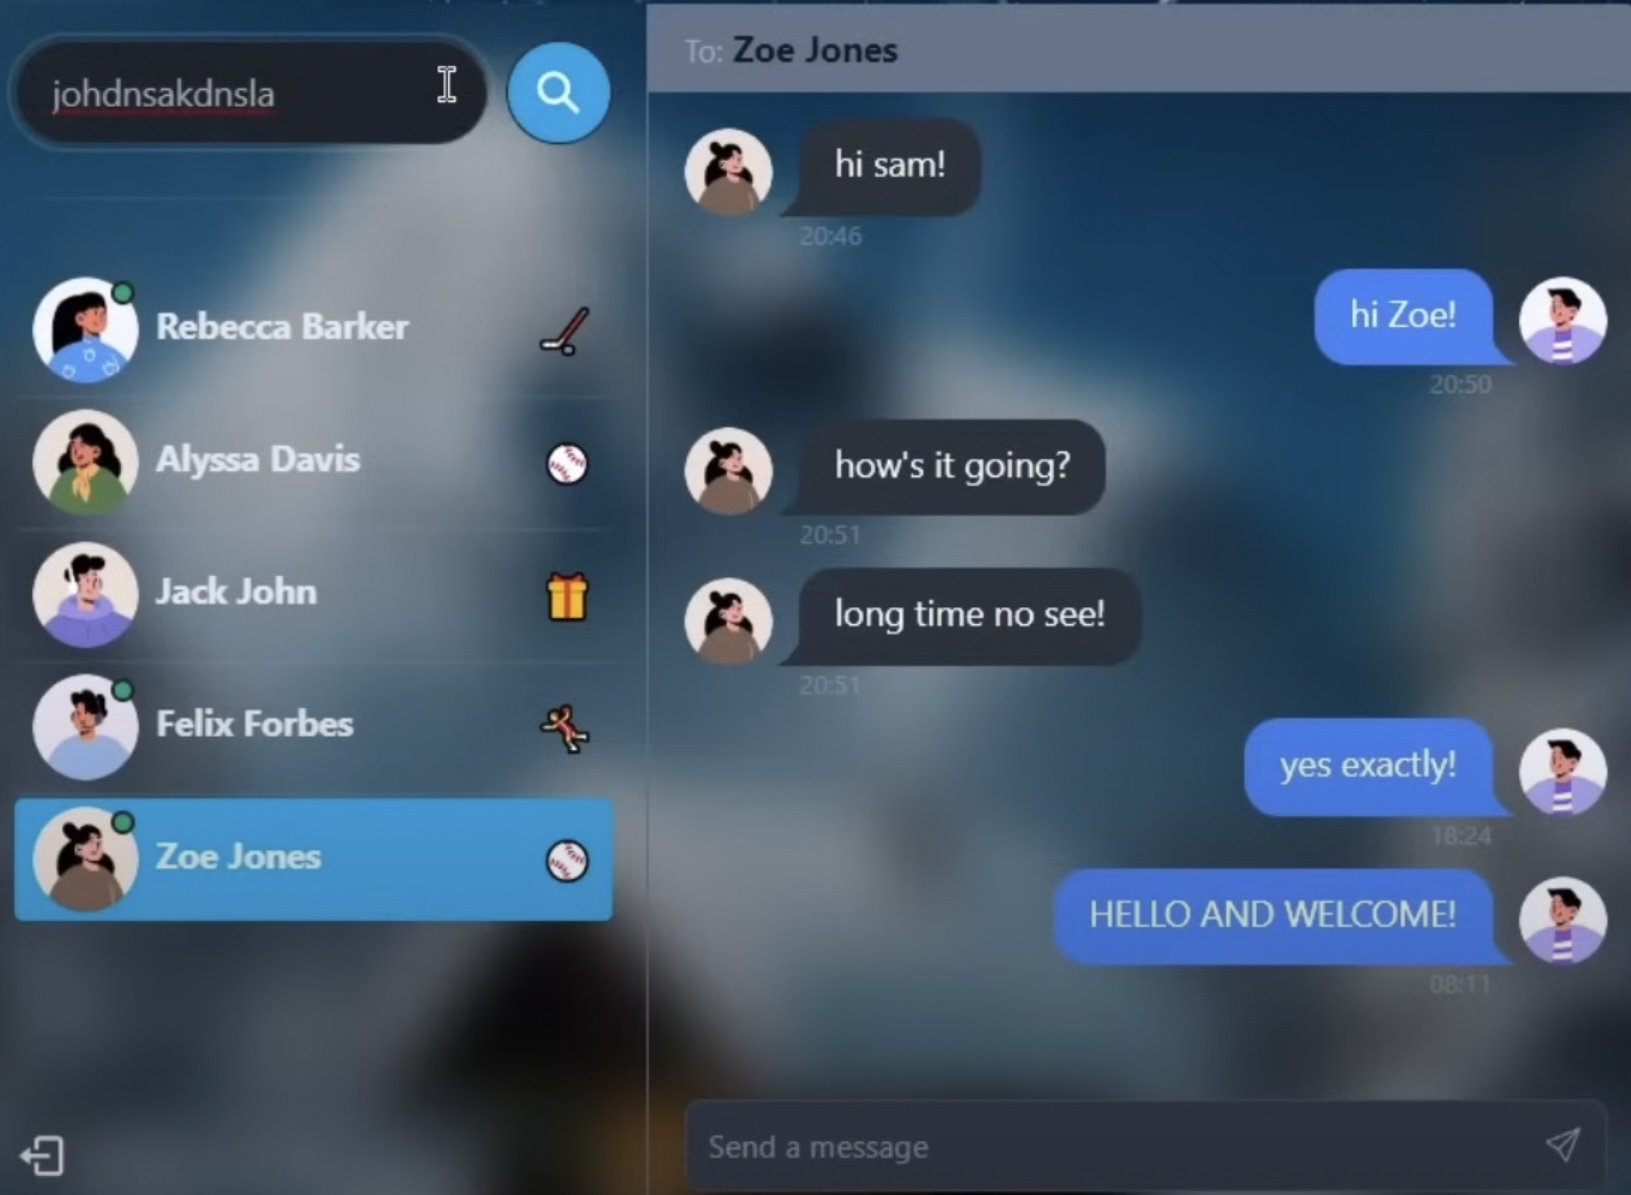 johdnsakdnsla
Rebecca Barker
Alyssa Davis
Jack John
Felix Forbes
Zoe Jones
To: Zoe Jones
hi sam!
20:46
hi Zoe!
20:50
how's it going?
20:51
long time no see!
20:51
yes exactly!
18:24
HELLO AND WELCOME!
08:11
Send a message